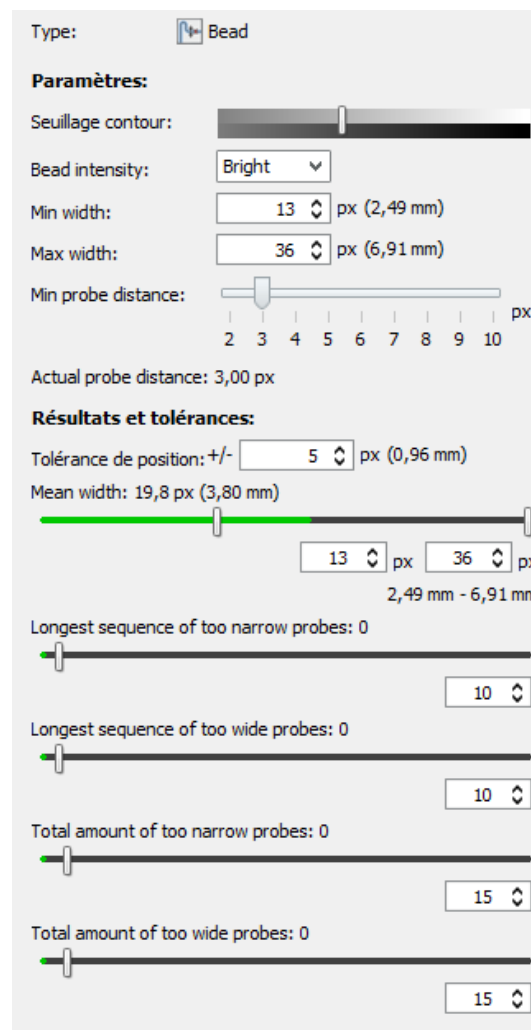 Type: Bead
Paramètres:
Seuillage contour:
Bead intensity: Bright
Min width: 13 px (2,49 mm)
Max width: 36 px (6,91 mm)
Min probe distance: px
2 3 4 5 6 7 8 9 10
Actual probe distance: 3,00 px
Résultats et tolérances:
Tolérance de position: +/- 5 px (0,96 mm)
Mean width: 19,8 px (3,80 mm)
13 px 36 px
2,49 mm - 6,91 mm
Longest sequence of too narrow probes: 0
10
Longest sequence of too wide probes: 0
10
Total amount of too narrow probes: 0
15
Total amount of too wide probes: 0
15